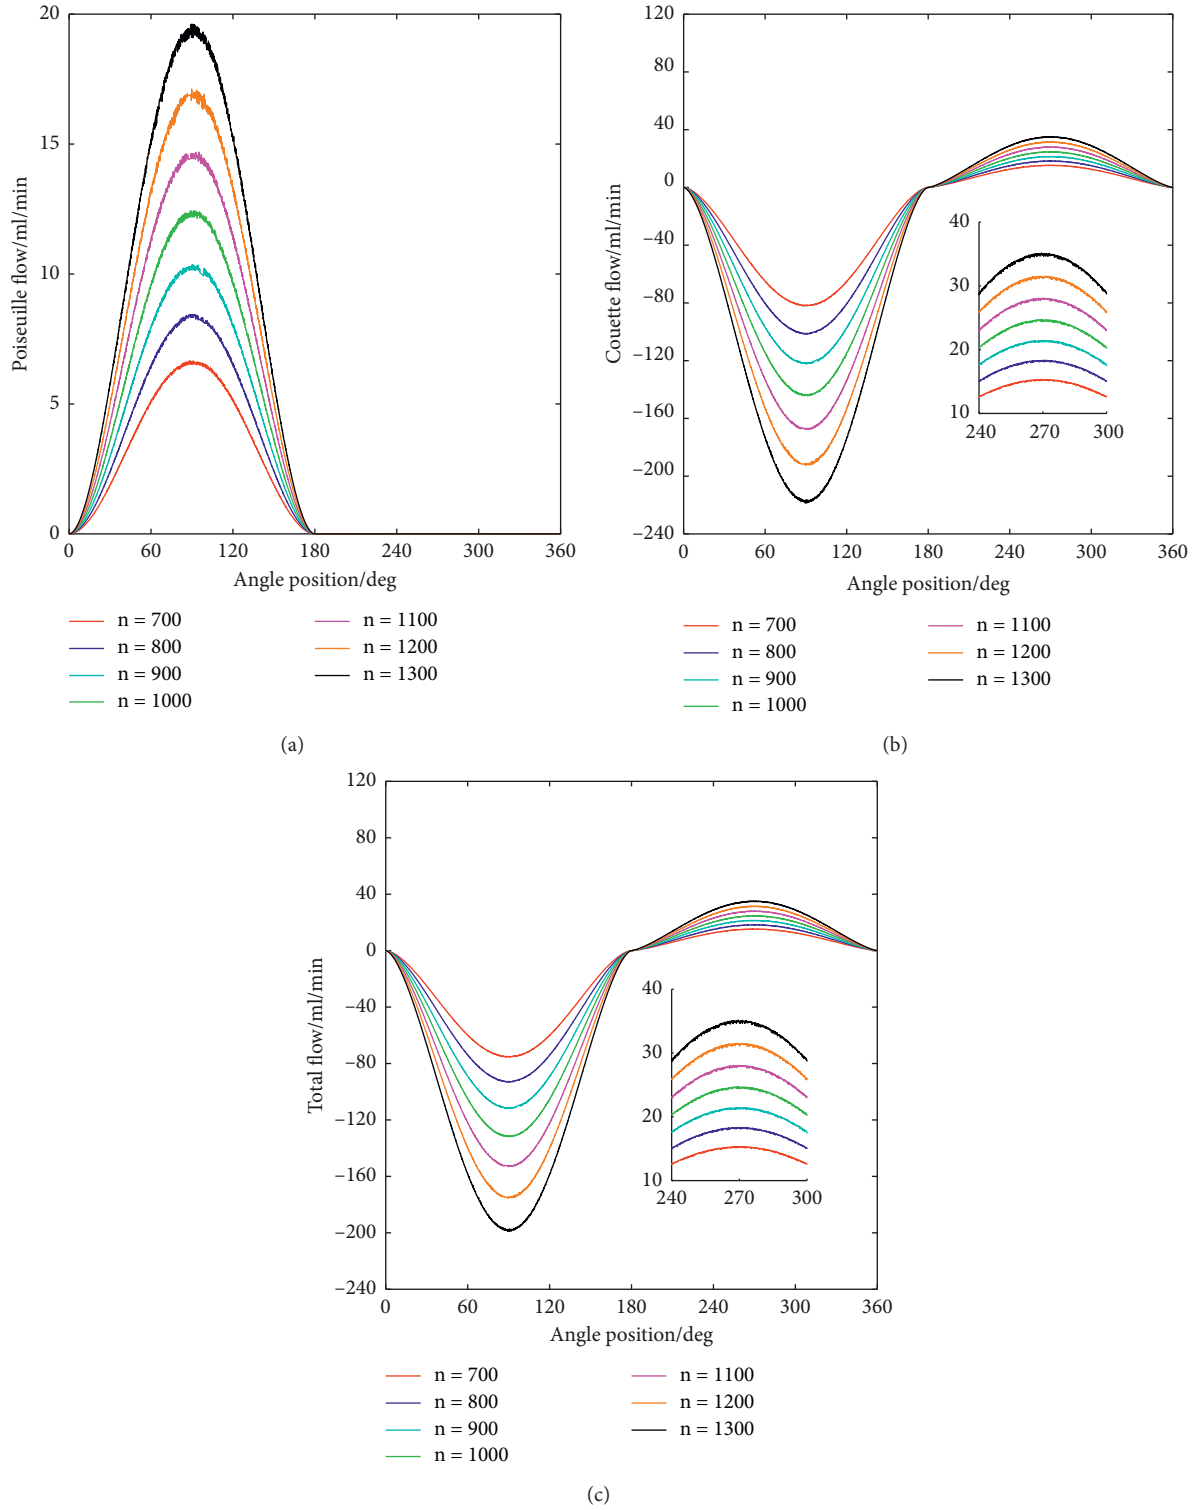 20
15
10
5
0
Poiseuille flow/ml/min
0 60 120 180 240 300 360
Angle position/deg
n = 700
n = 800
n = 900
n = 1000
n = 1100
n = 1200
n = 1300
(a)
120
80
40
0
−40
−80
−120
−160
−200
−240
Couette flow/ml/min
40
30
20
10
240 270 300
0 60 120 180 240 300 360
Angle position/deg
n = 700
n = 800
n = 900
n = 1000
n = 1100
n = 1200
n = 1300
(b)
120
80
40
0
−40
−80
−120
−160
−200
−240
Total flow/ml/min
40
30
20
10
240 270 300
0 60 120 180 240 300 360
Angle position/deg
n = 700
n = 800
n = 900
n = 1000
n = 1100
n = 1200
n = 1300
(c)